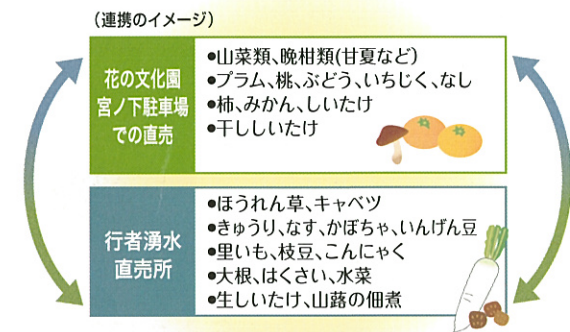 （連携のイメージ）
花の文化園
宮ノ下駐車場
での直売
●山菜類、晩柑類(甘夏など)
●プラム、桃、ぶどう、いちじく、なし
●柿、みかん、しいたけ
●干ししいたけ
行者湧水
直売所
●ほうれん草、キャベツ
●きゅうり、なす、かぼちゃ、いんげん豆
●里いも、枝豆、こんにゃく
●大根、はくさい、水菜
●生しいたけ、山蕗の佃煮